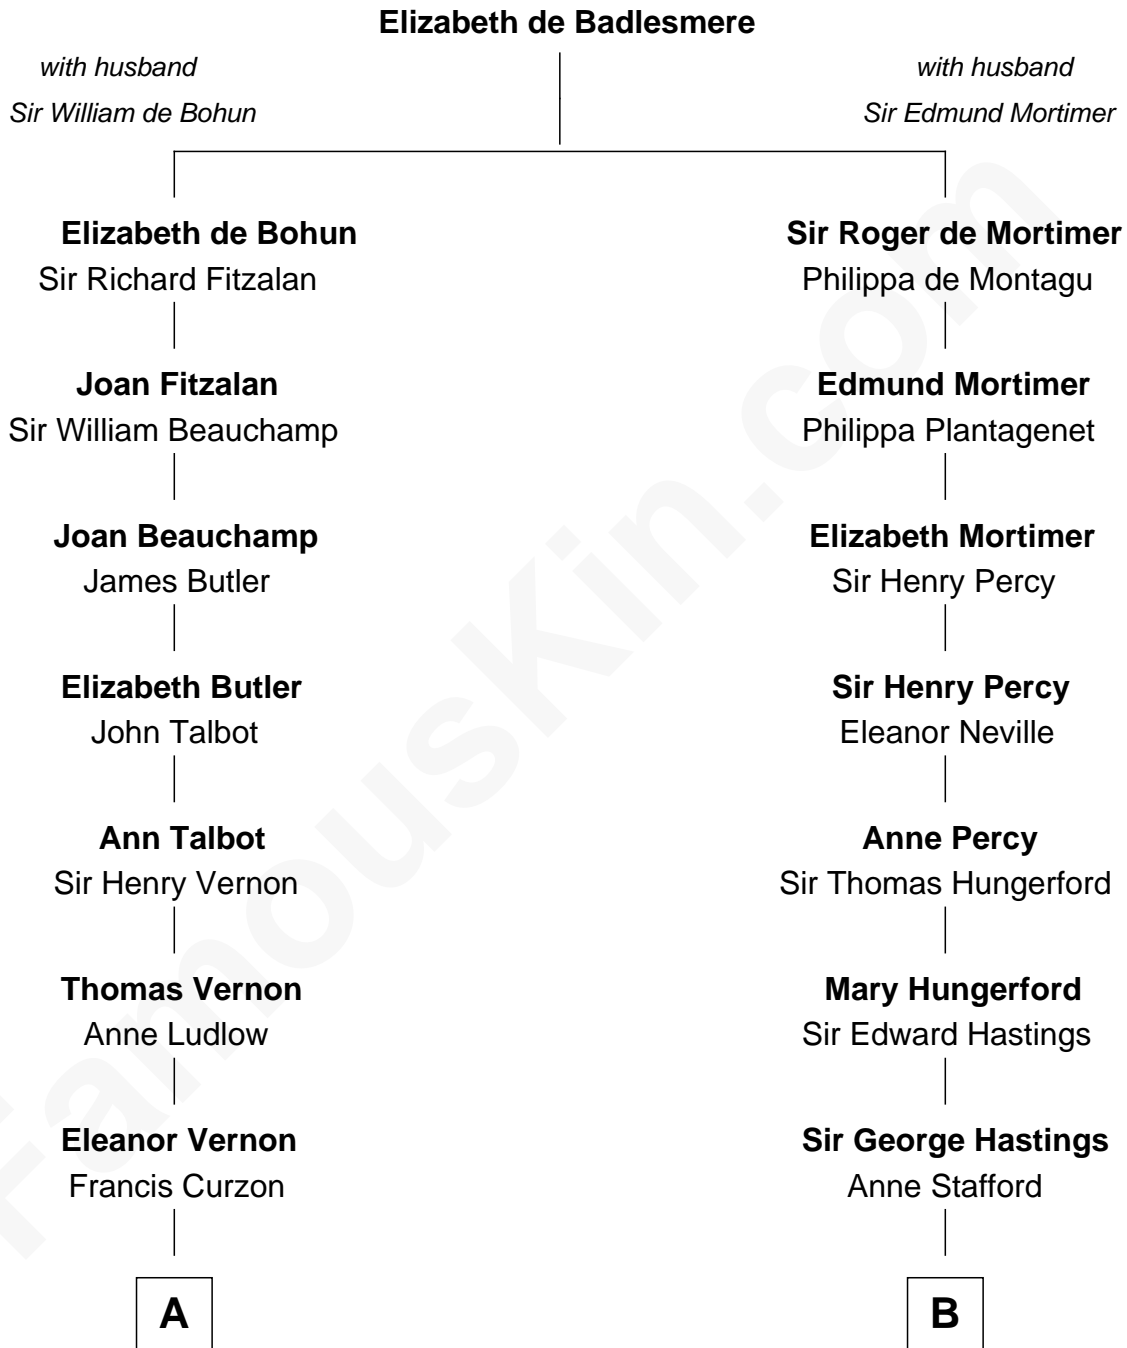 Elizabeth de Badlesmere
with husband
Sir William de Bohun
with husband
Sir Edmund Mortimer
Elizabeth de Bohun
Sir Richard Fitzalan
Sir Roger de Mortimer
Philippa de Montagu
Joan Fitzalan
Sir William Beauchamp
Edmund Mortimer
Philippa Plantagenet
Joan Beauchamp
James Butler
Elizabeth Mortimer
Sir Henry Percy
Elizabeth Butler
John Talbot
Sir Henry Percy
Eleanor Neville
Ann Talbot
Sir Henry Vernon
Anne Percy
Sir Thomas Hungerford
Thomas Vernon
Anne Ludlow
Mary Hungerford
Sir Edward Hastings
Eleanor Vernon
Francis Curzon
Sir George Hastings
Anne Stafford
A
B
FamousKin.com